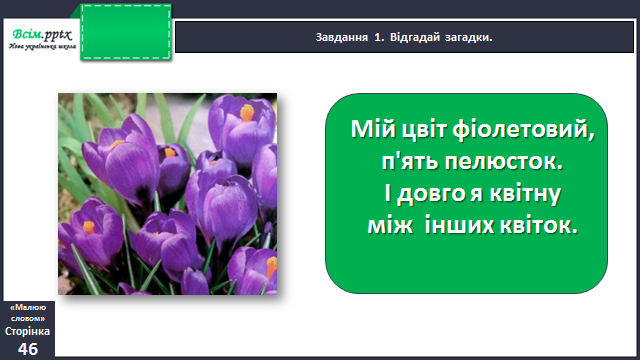 Всім.pptx
Нова українська школа
Завдання 1. Відгадай загадки.
Мій цвіт фіолетовий,
п'ять пелюсток.
І довго я квітну
між інших квіток.
«Малюю
словом»
Сторінка
46